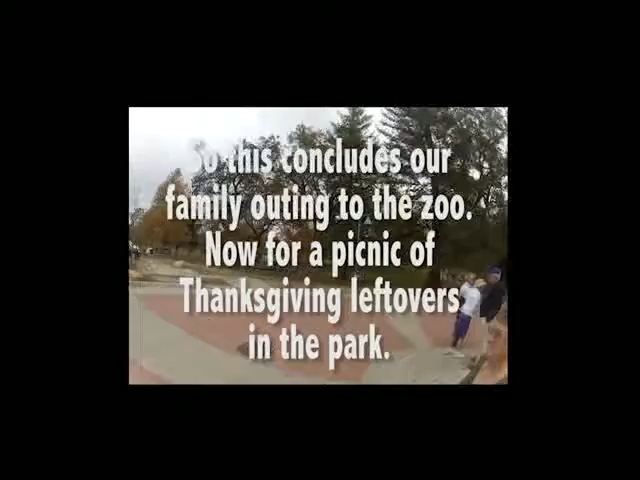 So this concludes our
family outing to the zoo.
Now for a picnic of
Thanksgiving leftovers
in the park.